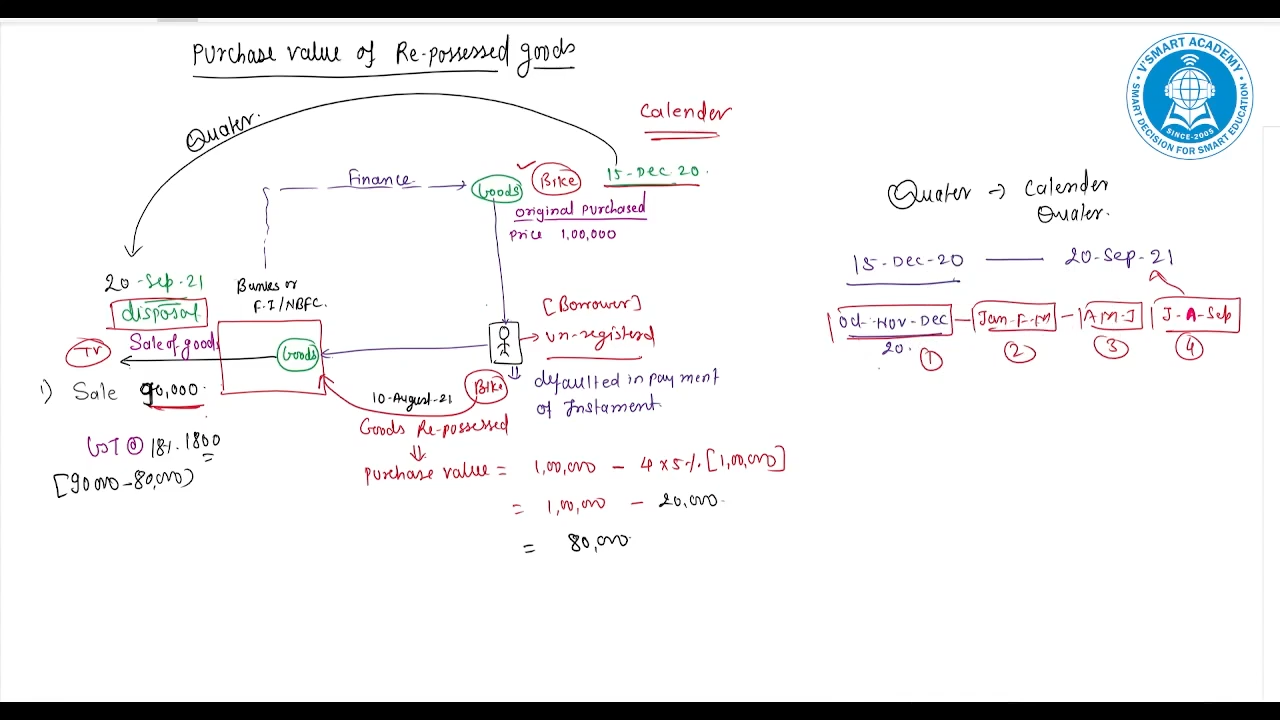 Purchase value of Re-possessed goods
V'SMART ACADEMY
SMART DECISION FOR SMART EDUCATION
SINCE-2005
Calender
Quater.
Finance
Goods
Bike
15-Dec 20.
original purchased
Price 1,00,000
Quater → Calender
Quater.
15-Dec-20 — 20-Sep-21
Oct-Nov-Dec — Jan-F-M — A-M-J J-A-Sep
20.
1 2 3 4
20-Sep-21
disposal
Banks or
F-I/NBFC.
[Borrower]
un-registered
TV
Sale of goods
Goods
defaulted in payment
of Instament.
1) Sale 90,000.
10-August-21
Bike
Goods Re-possessed
GST @ 18%. 1800
[90000-80,000)
Purchase value = 1,00,000 - 4x5% [1,00,000]
= 1,00,000 - 20,000.
= 80,000.